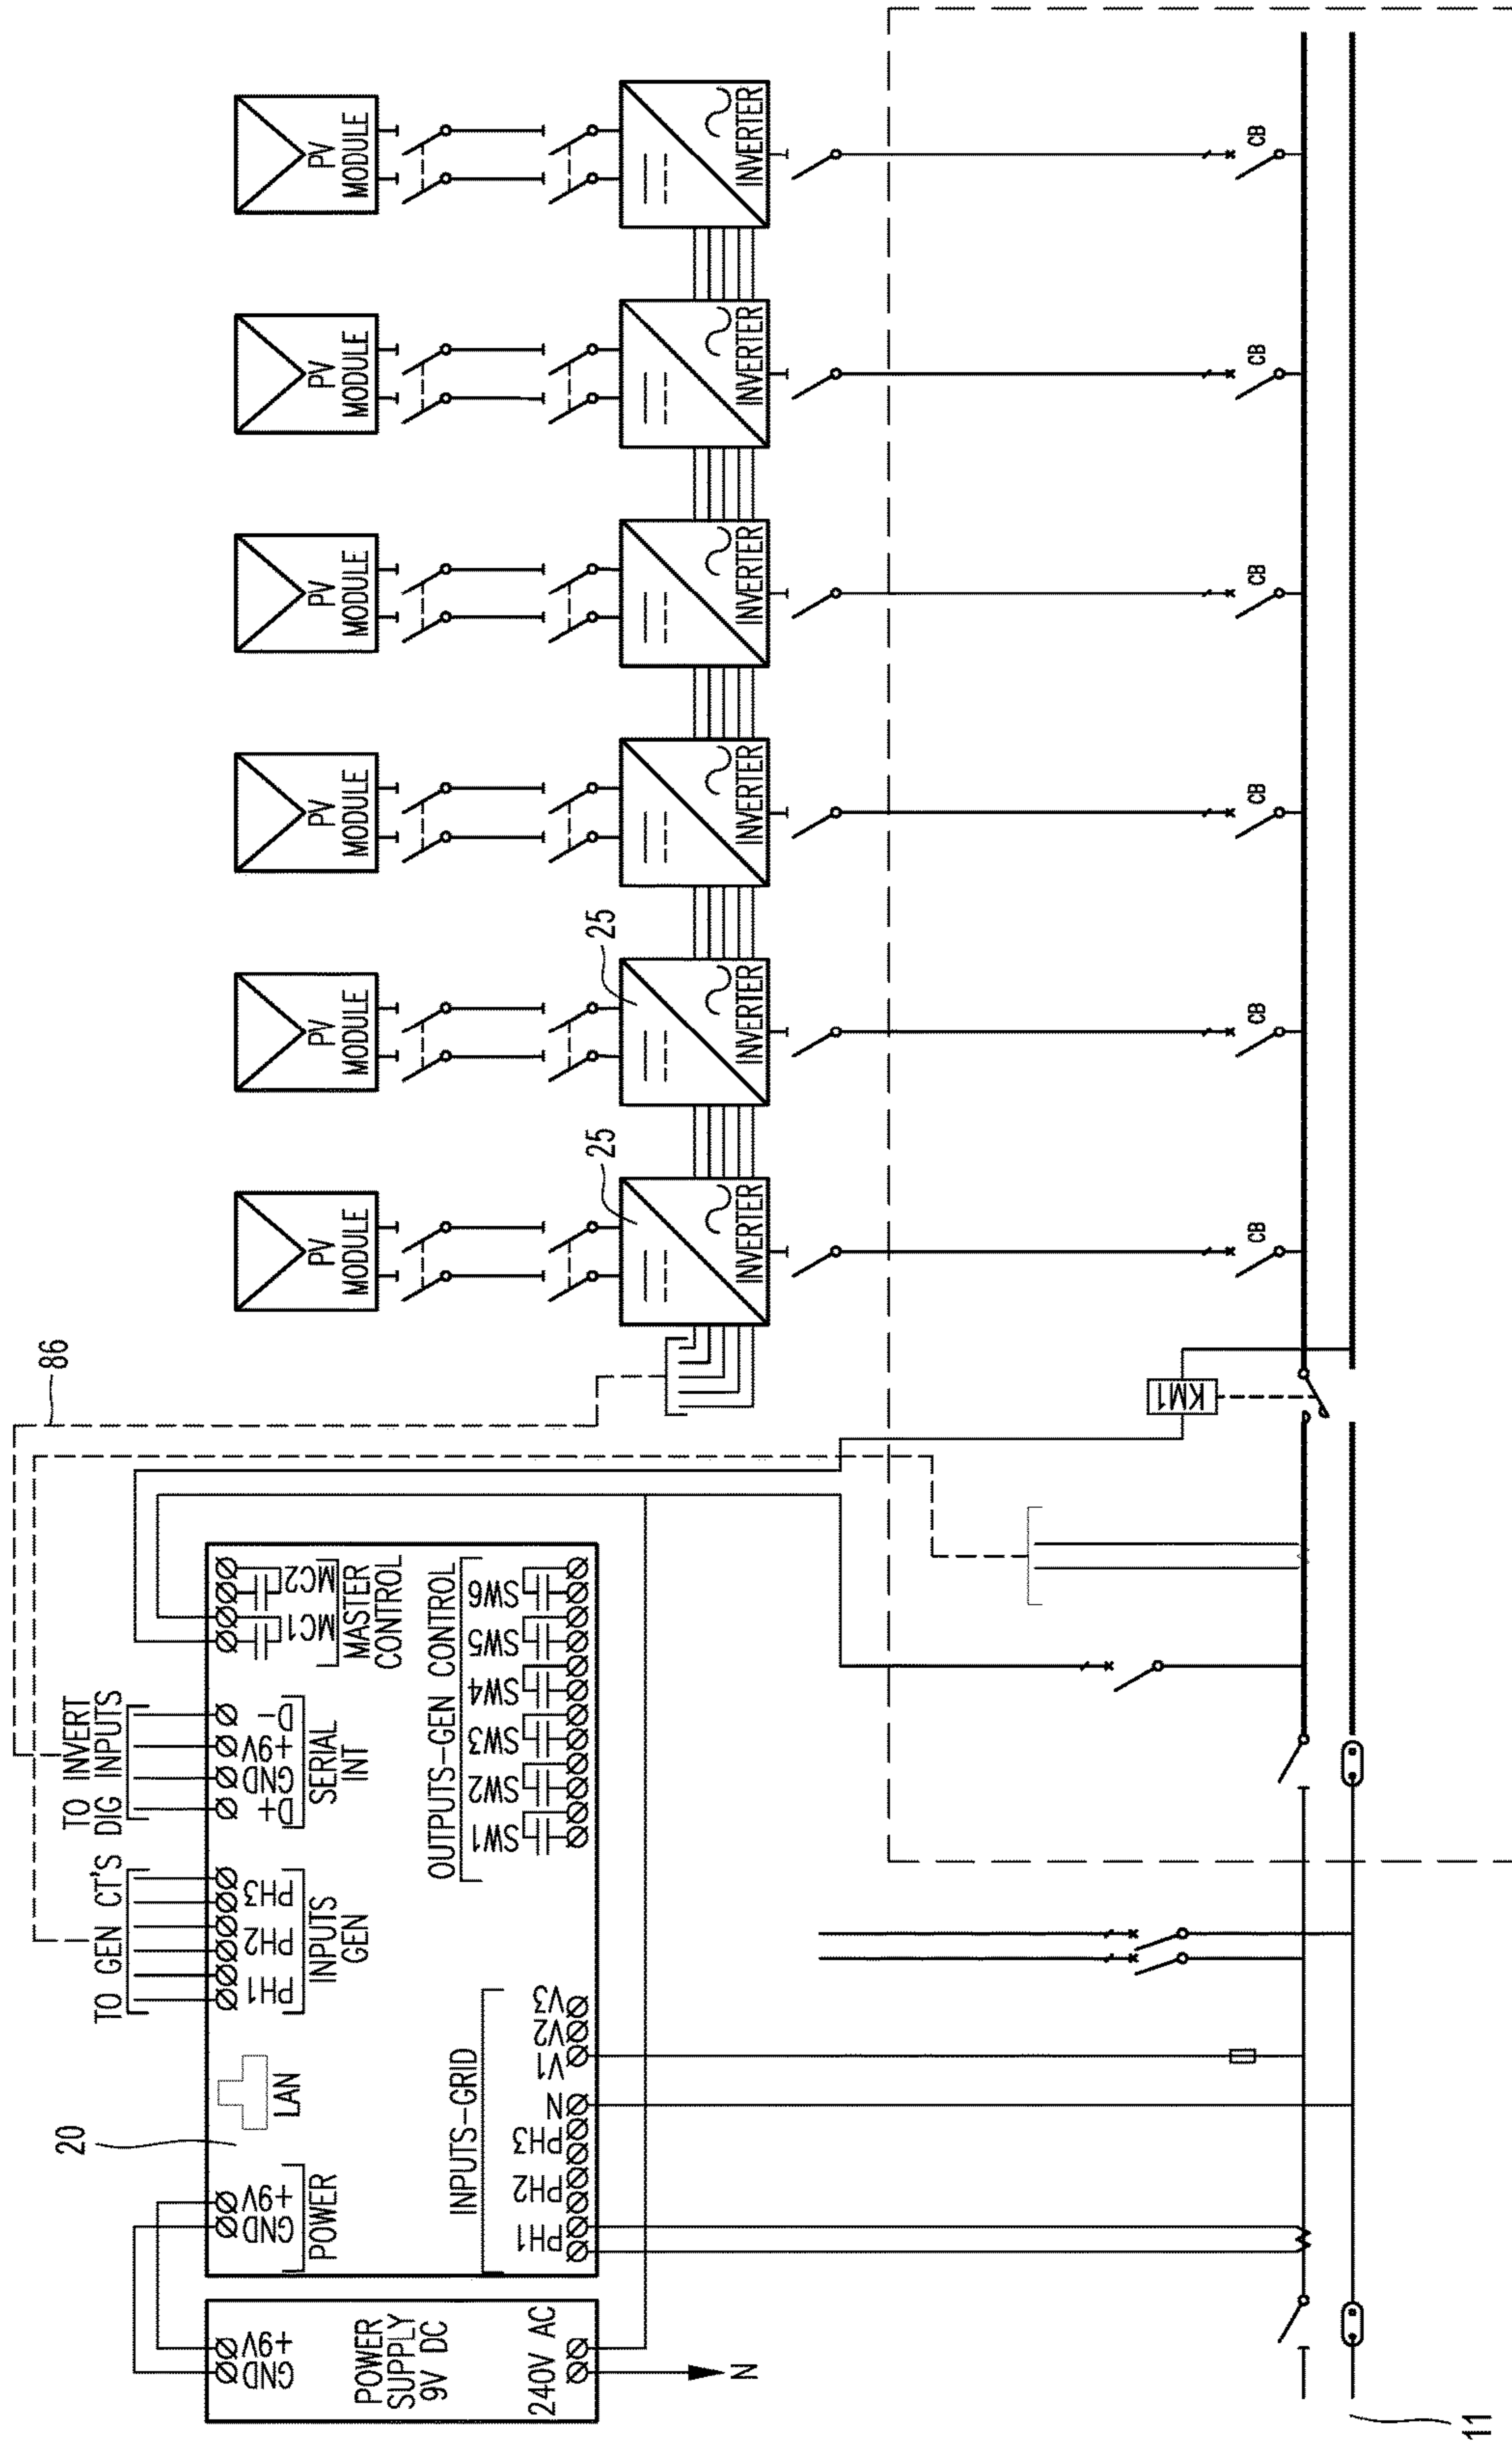 GND
+9V
POWER
SUPPLY
9V DC
240V AC
N
20
GND
+9V
POWER
LAN
TO GEN CT'S
PH1
PH2
PH3
INPUTS
GEN
TO INVERT
DIG INPUTS
D+
GND
+9V
D-
SERIAL
INT
MC1
MC2
MASTER
CONTROL
INPUTS-GRID
PH1
PH2
PH3
N
V1
V2
V3
OUTPUTS-GEN CONTROL
SW1
SW2
SW3
SW4
SW5
SW6
86
PV
MODULE
PV
MODULE
PV
MODULE
PV
MODULE
PV
MODULE
PV
MODULE
25
25
INVERTER
INVERTER
INVERTER
INVERTER
INVERTER
INVERTER
KM1
CB
CB
CB
CB
CB
CB
11